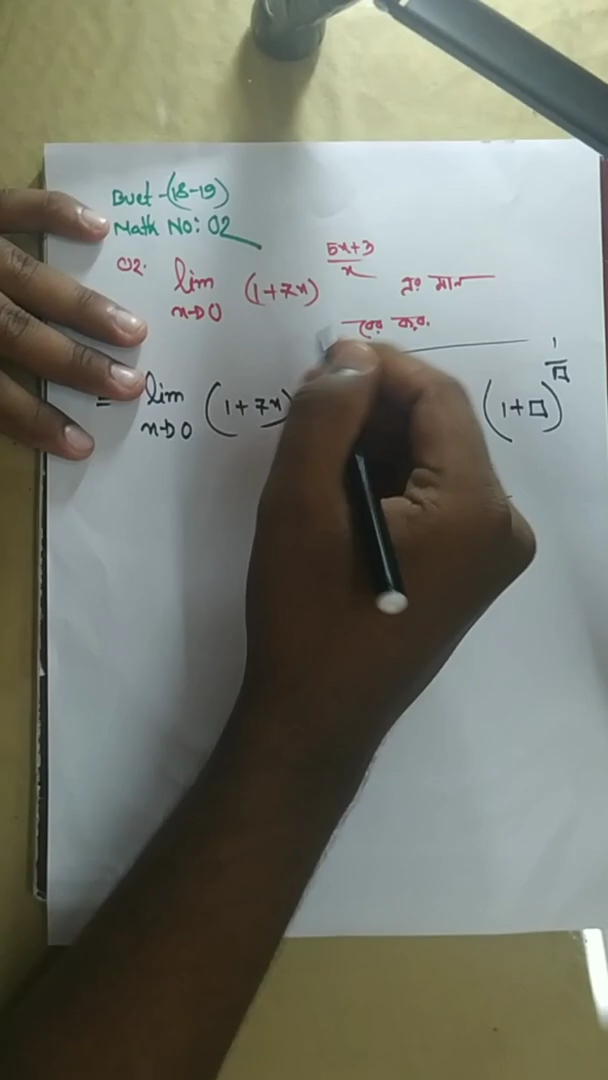 Buet-(18-19)
Math No: 02
02. lim x→0 (1+7x)^(5x+3)/x এর মান
বের কর.
= lim x→0 (1+7x)
(1+□)^1/□